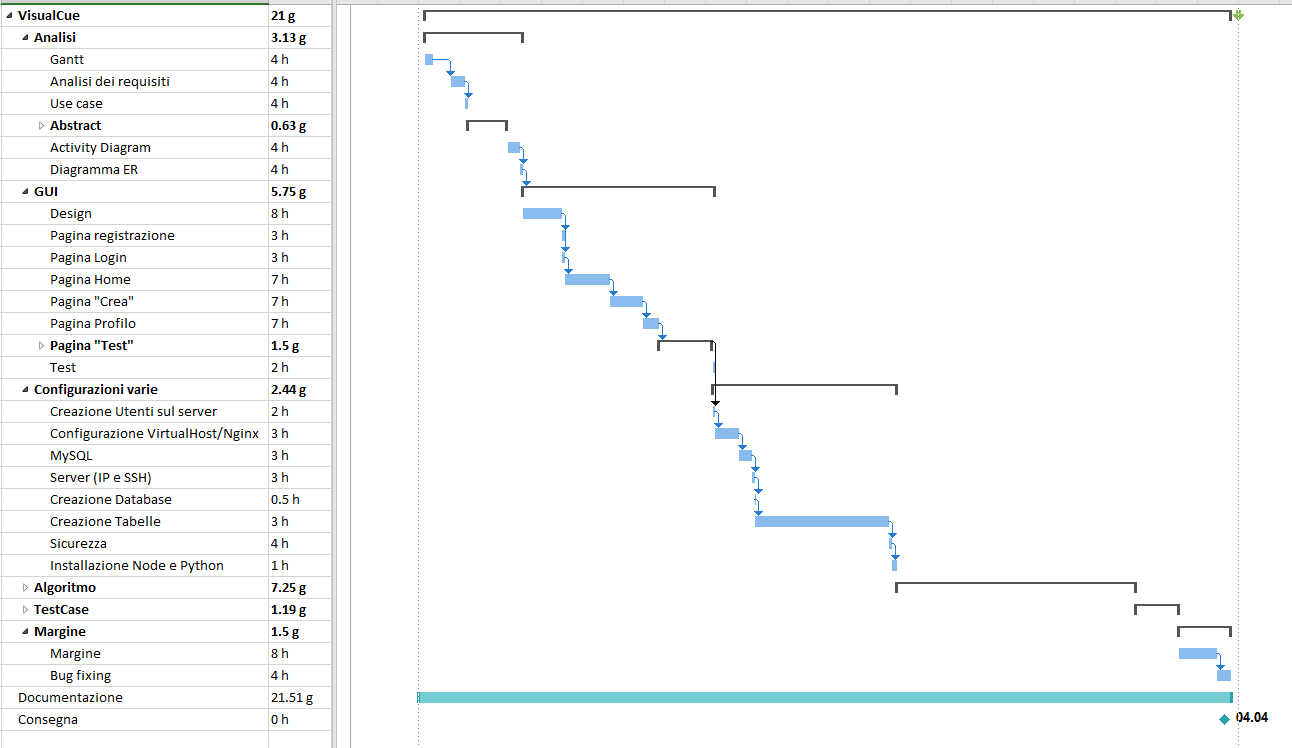 VisualCue 21 g
Analisi 3.13 g
Gantt 4 h
Analisi dei requisiti 4 h
Use case 4 h
Abstract 0.63 g
Activity Diagram 4 h
Diagramma ER 4 h
GUI 5.75 g
Design 8 h
Pagina registrazione 3 h
Pagina Login 3 h
Pagina Home 7 h
Pagina "Crea" 7 h
Pagina Profilo 7 h
Pagina "Test" 1.5 g
Test 2 h
Configurazioni varie 2.44 g
Creazione Utenti sul server 2 h
Configurazione VirtualHost/Nginx 3 h
MySQL 3 h
Server (IP e SSH) 3 h
Creazione Database 0.5 h
Creazione Tabelle 3 h
Sicurezza 4 h
Installazione Node e Python 1 h
Algoritmo 7.25 g
TestCase 1.19 g
Margine 1.5 g
Margine 8 h
Bug fixing 4 h
Documentazione 21.51 g
Consegna 0 h 04.04